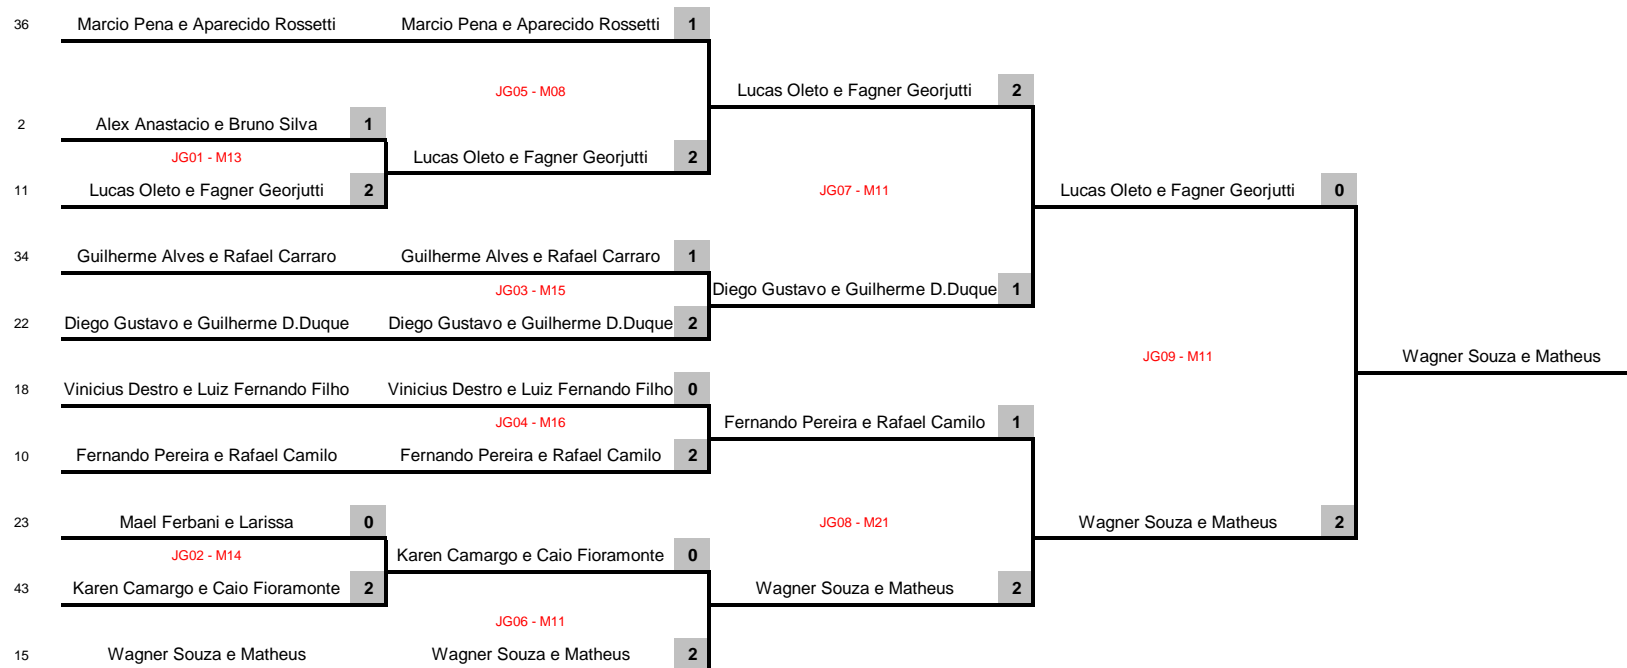 36 Marcio Pena e Aparecido Rossetti Marcio Pena e Aparecido Rossetti 1
JG05 - M08 Lucas Oleto e Fagner Georjutti 2
2 Alex Anastacio e Bruno Silva 1
JG01 - M13 Lucas Oleto e Fagner Georjutti 2
11 Lucas Oleto e Fagner Georjutti 2 JG07 - M11 Lucas Oleto e Fagner Georjutti 0
34 Guilherme Alves e Rafael Carraro Guilherme Alves e Rafael Carraro 1
JG03 - M15 Diego Gustavo e Guilherme D.Duque 1
22 Diego Gustavo e Guilherme D.Duque Diego Gustavo e Guilherme D.Duque 2
JG09 - M11 Wagner Souza e Matheus
18 Vinicius Destro e Luiz Fernando Filho Vinicius Destro e Luiz Fernando Filho 0
JG04 - M16 Fernando Pereira e Rafael Camilo 1
10 Fernando Pereira e Rafael Camilo Fernando Pereira e Rafael Camilo 2
23 Mael Ferbani e Larissa 0 JG08 - M21 Wagner Souza e Matheus 2
JG02 - M14 Karen Camargo e Caio Fioramonte 0
43 Karen Camargo e Caio Fioramonte 2 Wagner Souza e Matheus 2
JG06 - M11
15 Wagner Souza e Matheus Wagner Souza e Matheus 2